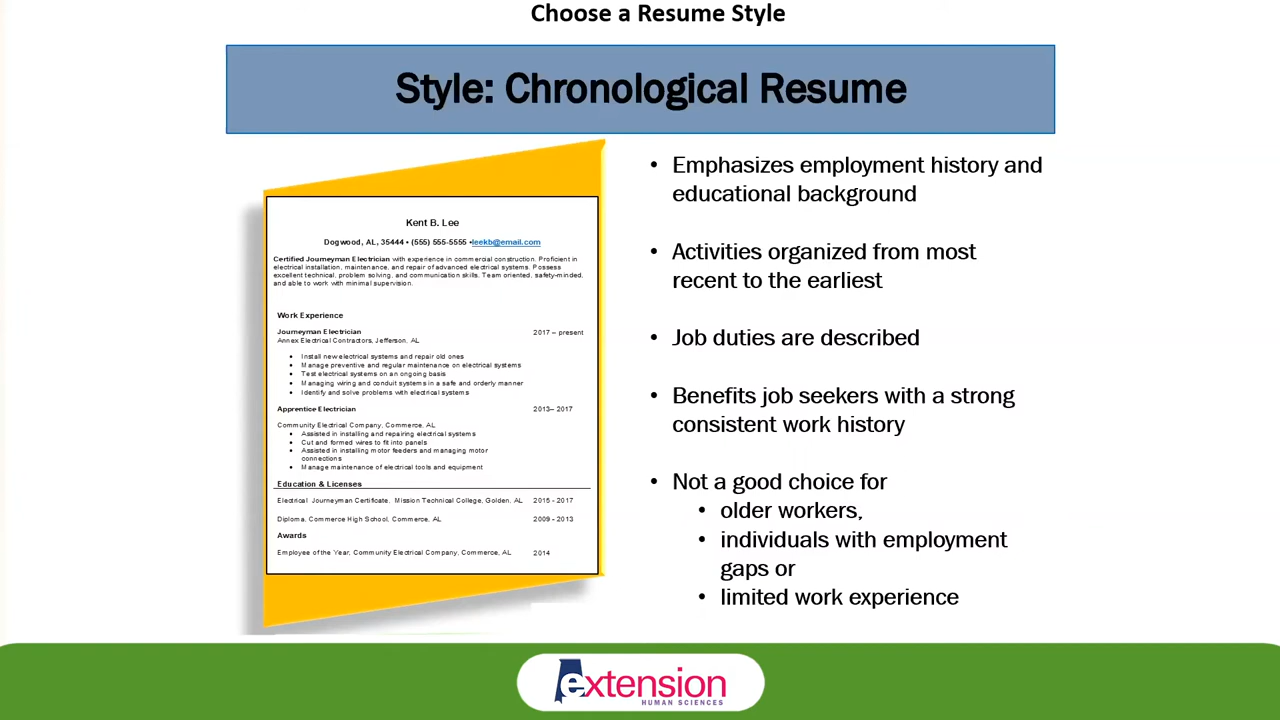 Choose a Resume Style
Style: Chronological Resume
Kent B. Lee
Dogwood, AL, 35444 • (555) 555-5555 •leekb@email.com
Certified Journeyman Electrician with experience in commercial construction. Proficient in
electrical installation, maintenance, and repair of advanced electrical systems. Possess
excellent technical, problem solving, and communication skills. Team oriented, safety-minded,
and able to work with minimal supervision.
Work Experience
Journeyman Electrician 2017 – present
Annex Electrical Contractors, Jefferson, AL
• Install new electrical systems and repair old ones
• Manage preventive and regular maintenance on electrical systems
• Test electrical systems on an ongoing basis
• Managing wiring and conduit systems in a safe and orderly manner
• Identify and solve problems with electrical systems
Apprentice Electrician 2013– 2017
Community Electrical Company, Commerce, AL
• Assisted in installing and repairing electrical systems
• Cut and formed wires to fit into panels
• Assisted in installing motor feeders and managing motor
connections
• Manage maintenance of electrical tools and equipment
Education & Licenses
Electrical Journeyman Certificate, Mission Technical College, Golden, AL 2015 - 2017
Diploma, Commerce High School, Commerce, AL 2009 - 2013
Awards
Employee of the Year, Community Electrical Company, Commerce, AL 2014
• Emphasizes employment history and
educational background
• Activities organized from most
recent to the earliest
• Job duties are described
• Benefits job seekers with a strong
consistent work history
• Not a good choice for
• older workers,
• individuals with employment
gaps or
• limited work experience
extension
HUMAN SCIENCES